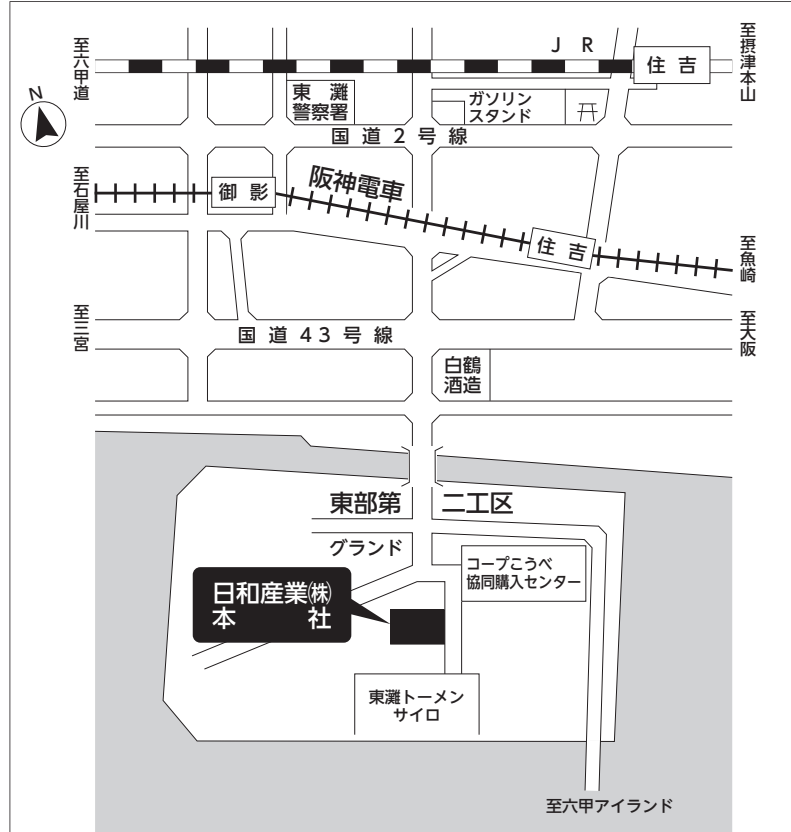 至六甲道
JR
住吉
至摂津本山
N
東灘
警察署
ガソリン
スタンド
国道2号線
至石屋川
御影
阪神電車
住吉
至魚崎
至三宮
国道43号線
至大阪
白鶴
酒造
東部第二工区
グランド
コープこうべ
協同購入センター
日和産業㈱
本社
東灘トーメン
サイロ
至六甲アイランド